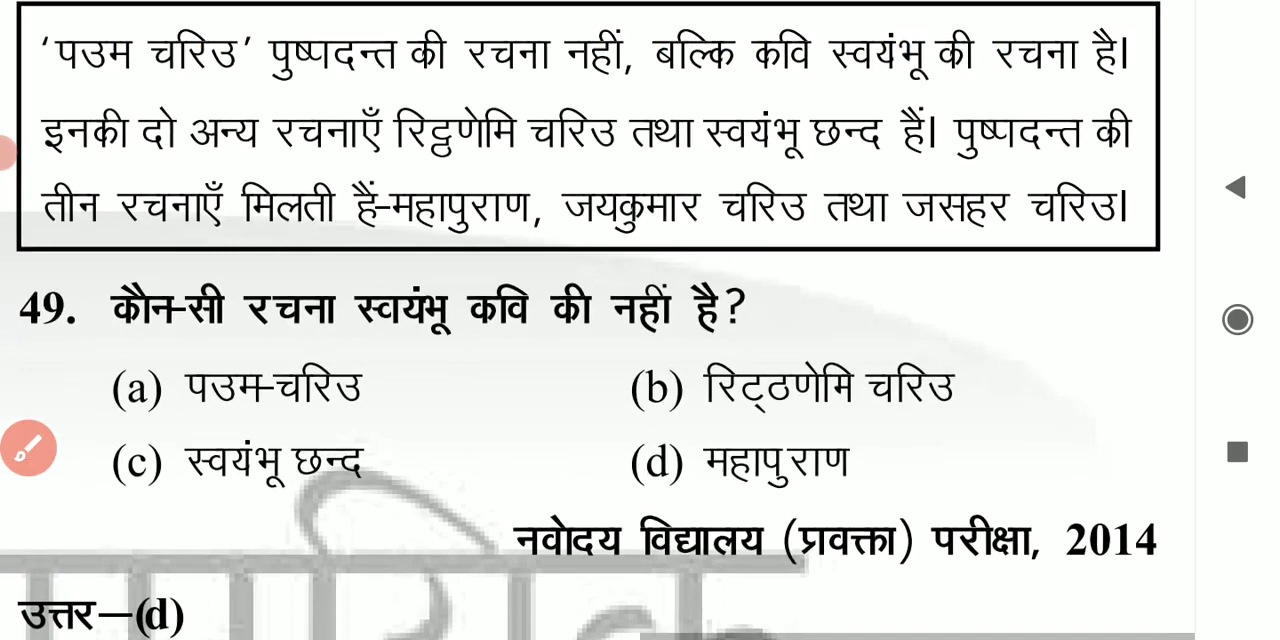 ‘पउम चरिउ’ पुष्पदन्त की रचना नहीं, बल्कि कवि स्वयंभू की रचना है।
इनकी दो अन्य रचनाएँ रिट्ठणेमि चरिउ तथा स्वयंभू छन्द हैं। पुष्पदन्त की
तीन रचनाएँ मिलती हैं-महापुराण, जयकुमार चरिउ तथा जसहर चरिउ।
49. कौन-सी रचना स्वयंभू कवि की नहीं है?
(a) पउम-चरिउ (b) रिट्ठणेमि चरिउ
(c) स्वयंभू छन्द (d) महापुराण
नवोदय विद्यालय (प्रवक्ता) परीक्षा, 2014
उत्तर—(d)